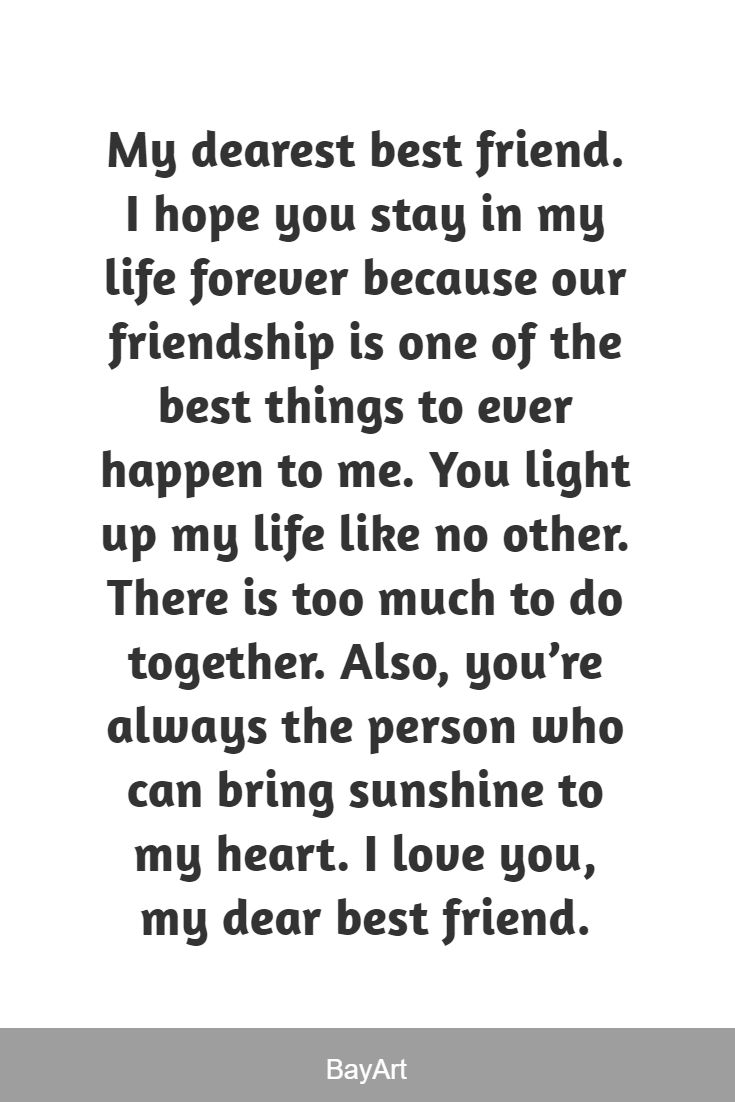 My dearest best friend.
I hope you stay in my
life forever because our
friendship is one of the
best things to ever
happen to me. You light
up my life like no other.
There is too much to do
together. Also, you’re
always the person who
can bring sunshine to
my heart. I love you,
my dear best friend.
BayArt